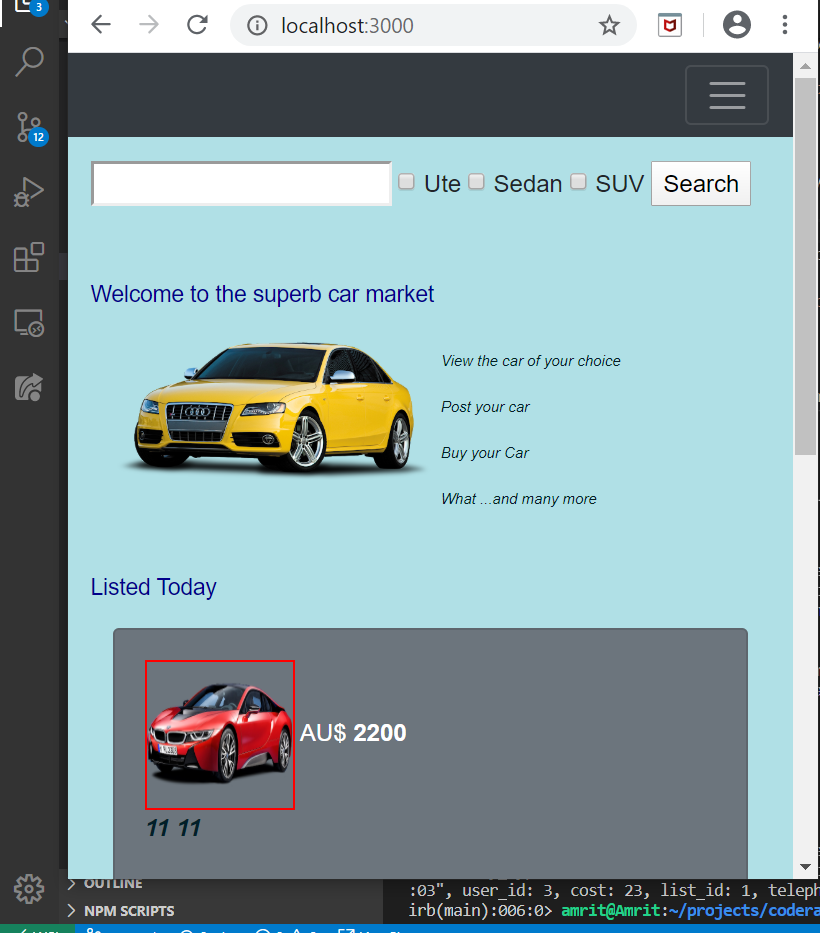 3
localhost:3000
12
Ute Sedan SUV Search
Welcome to the superb car market
View the car of your choice
Post your car
Buy your Car
What ...and many more
Listed Today
AU$ 2200
11 11
OUTLINE
:03", user_id: 3, cost: 23, list_id: 1, teleph
NPM SCRIPTS
irb(main):006:0> amrit@Amrit:~/projects/codera